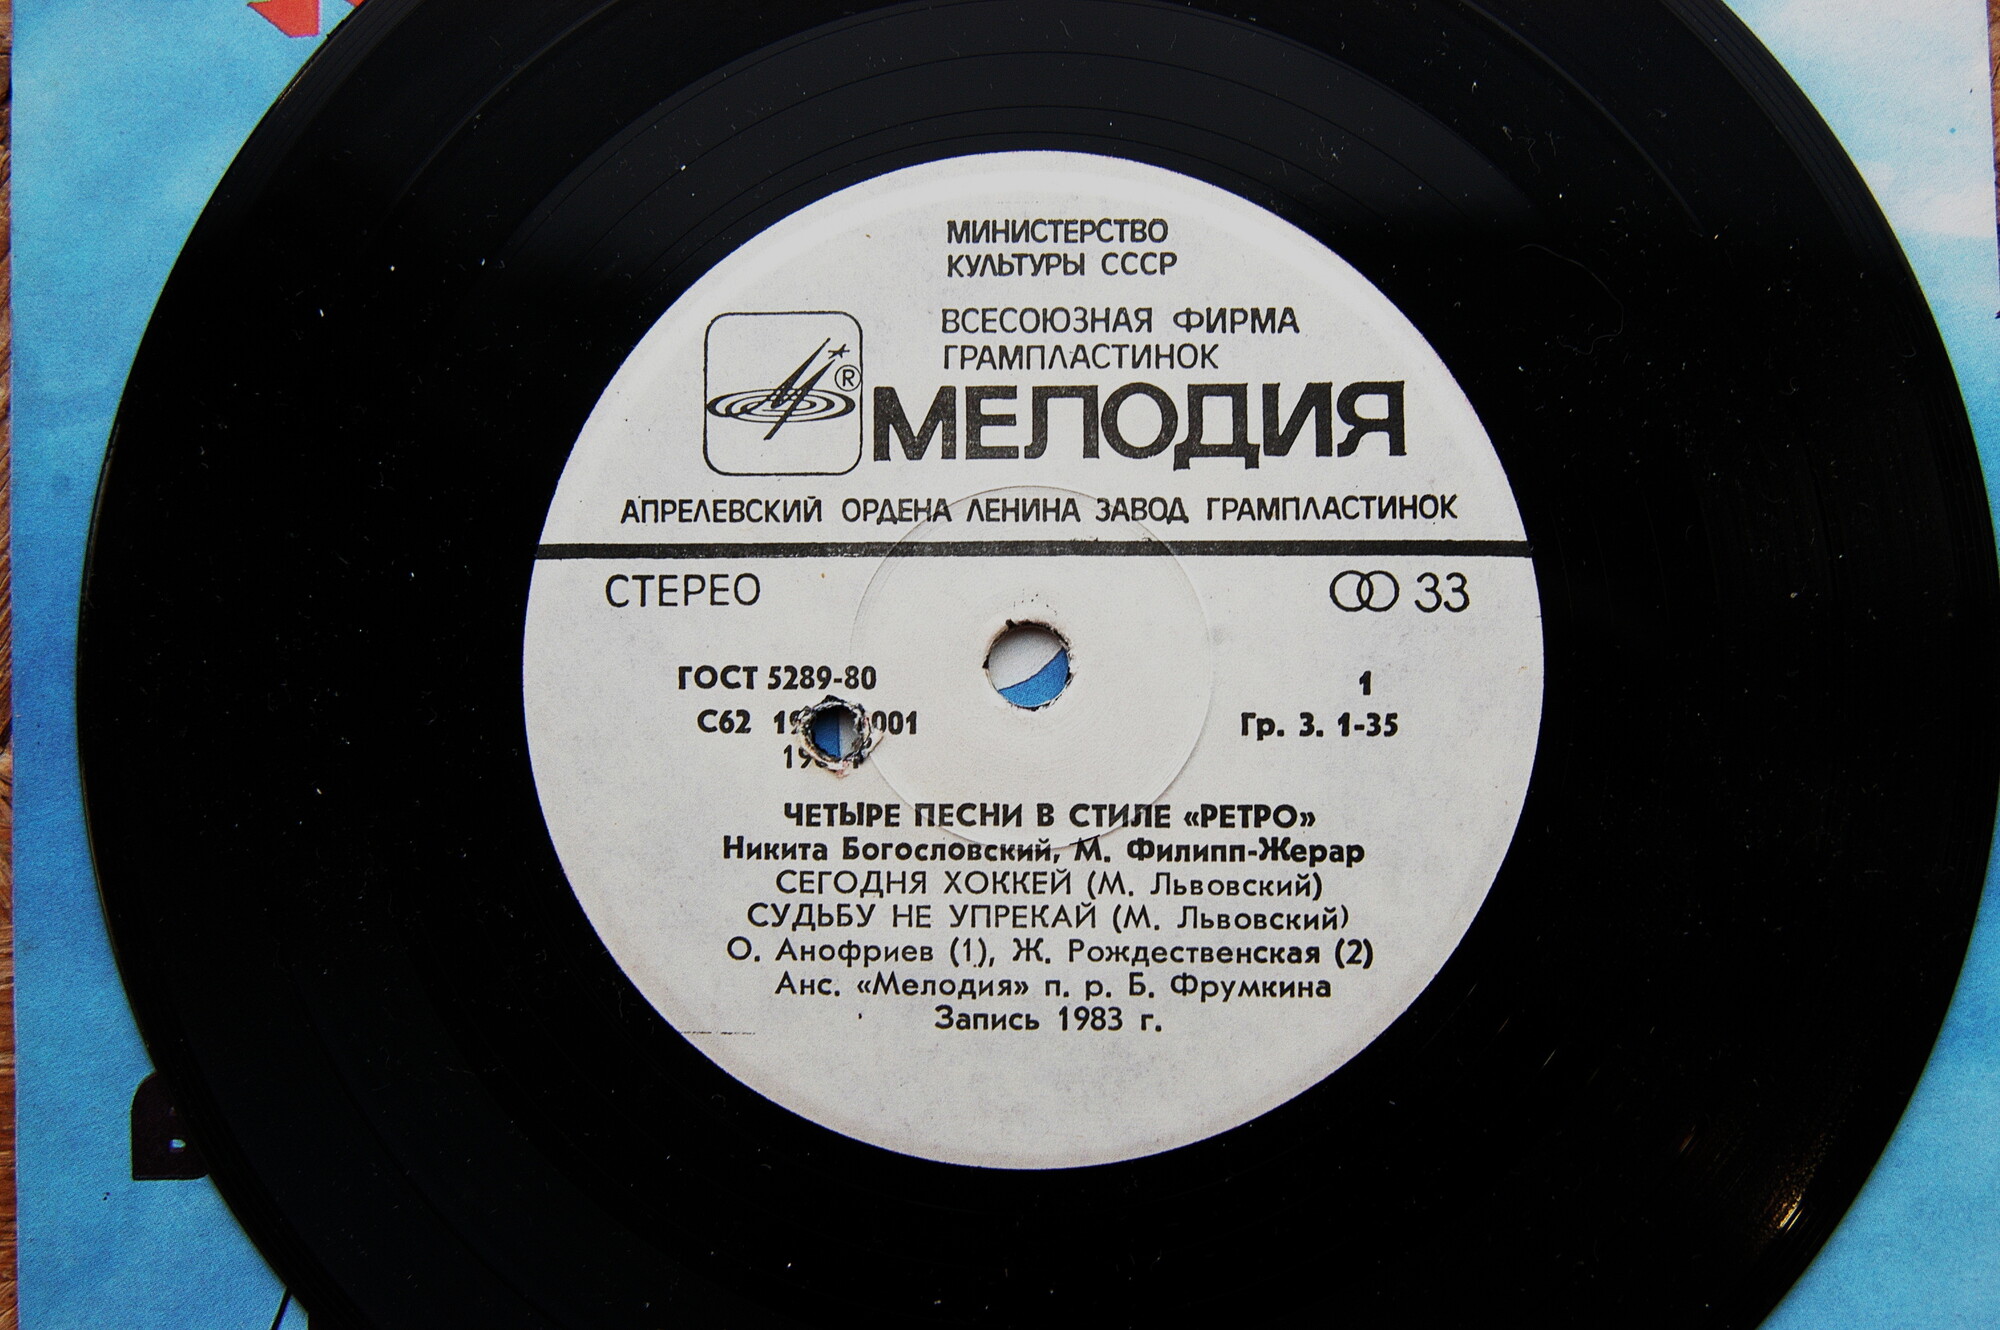 МИНИСТЕРСТВО
КУЛЬТУРЫ СССР
ВСЕСОЮЗНАЯ ФИРМА
ГРАМПЛАСТИНОК
®
МЕЛОДИЯ
АПРЕЛЕВСКИЙ ОРДЕНА ЛЕНИНА ЗАВОД ГРАМПЛАСТИНОК
СТЕРЕО
33
ГОСТ 5289-80
1
С62
Гр. 3. 1-35
ЧЕТЫРЕ ПЕСНИ В СТИЛЕ «РЕТРО»
Никита Богословский, М. Филипп-Жерар
СЕГОДНЯ ХОККЕЙ (М. Львовский)
СУДЬБУ НЕ УПРЕКАЙ (М. Львовский)
О. Анофриев (1), Ж. Рождественская (2)
Анс. «Мелодия» п. р. Б. Фрумкина
Запись 1983 г.